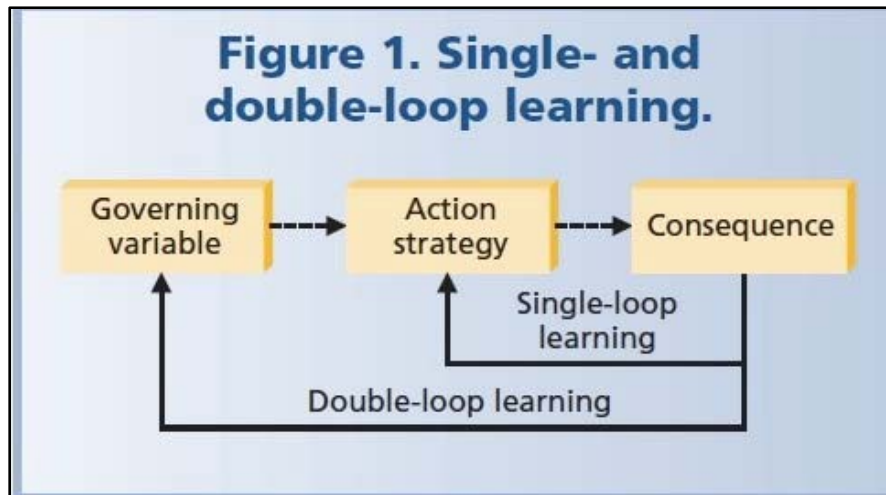 Figure 1. Single- and
double-loop learning.
Governing
variable
Action
strategy
Consequence
Single-loop
learning
Double-loop learning